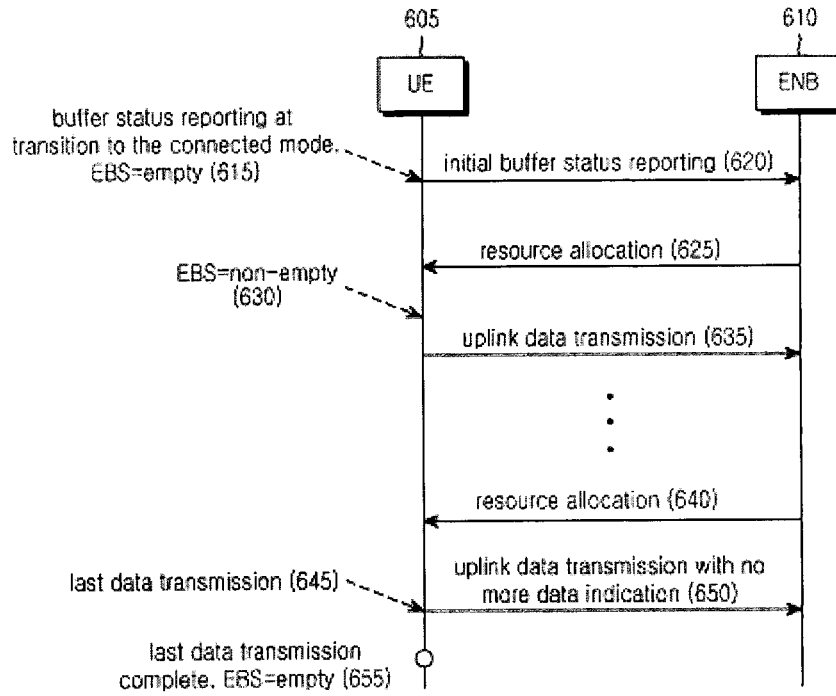 605
610
UE
ENB
buffer status reporting at
transition to the connected mode.
EBS=empty (615)
initial buffer status reporting (620)
resource allocation (625)
EBS=non-empty
(630)
uplink data transmission (635)
resource allocation (640)
last data transmission (645)
uplink data transmission with no
more data indication (650)
last data transmission
complete. EBS=empty (655)